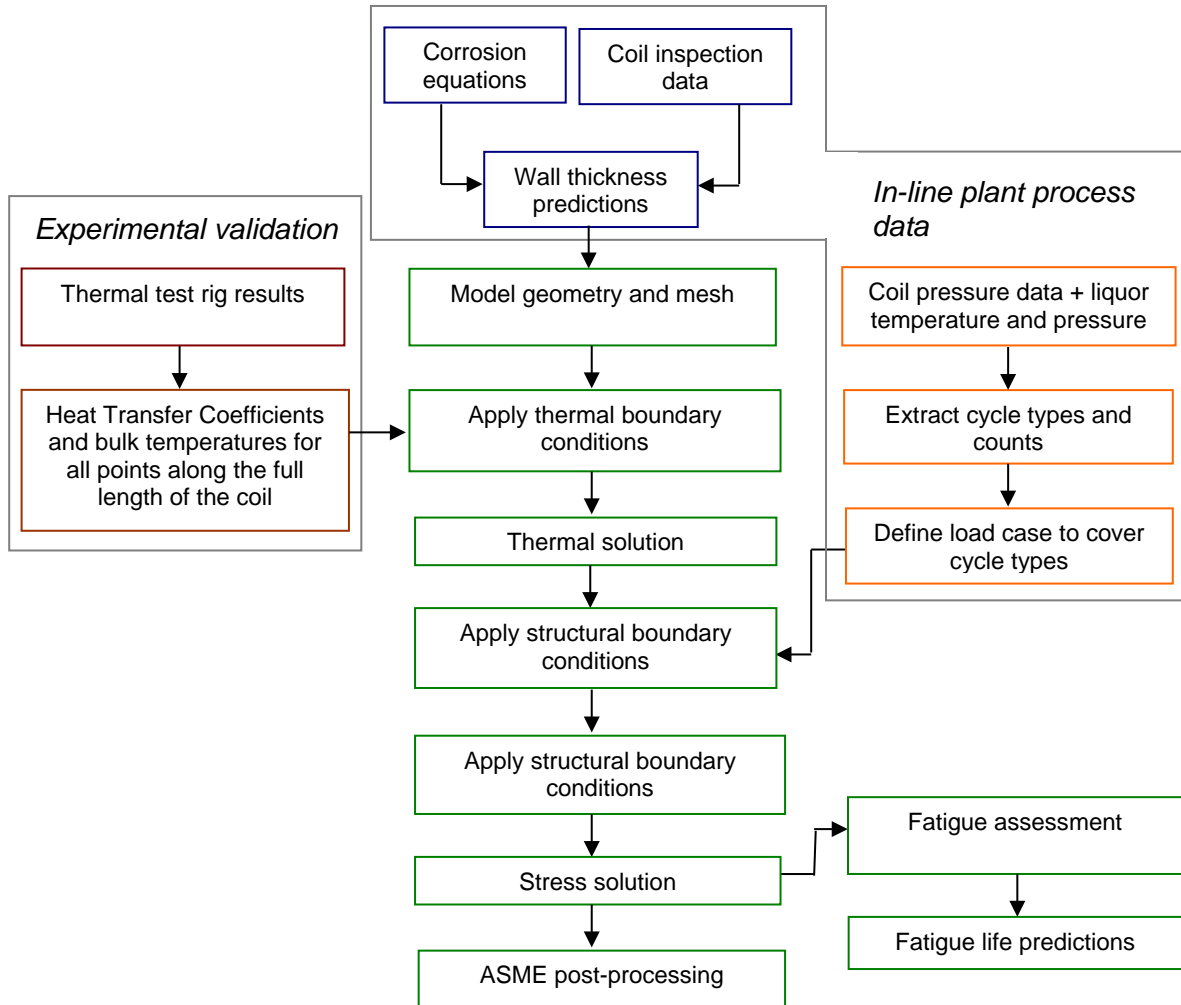 Corrosion
equations
Coil inspection
data
Wall thickness
predictions
In-line plant process
data
Experimental validation
Thermal test rig results
Model geometry and mesh
Coil pressure data + liquor
temperature and pressure
Heat Transfer Coefficients
and bulk temperatures for
all points along the full
length of the coil
Apply thermal boundary
conditions
Extract cycle types and
counts
Thermal solution
Define load case to cover
cycle types
Apply structural boundary
conditions
Apply structural boundary
conditions
Fatigue assessment
Stress solution
Fatigue life predictions
ASME post-processing